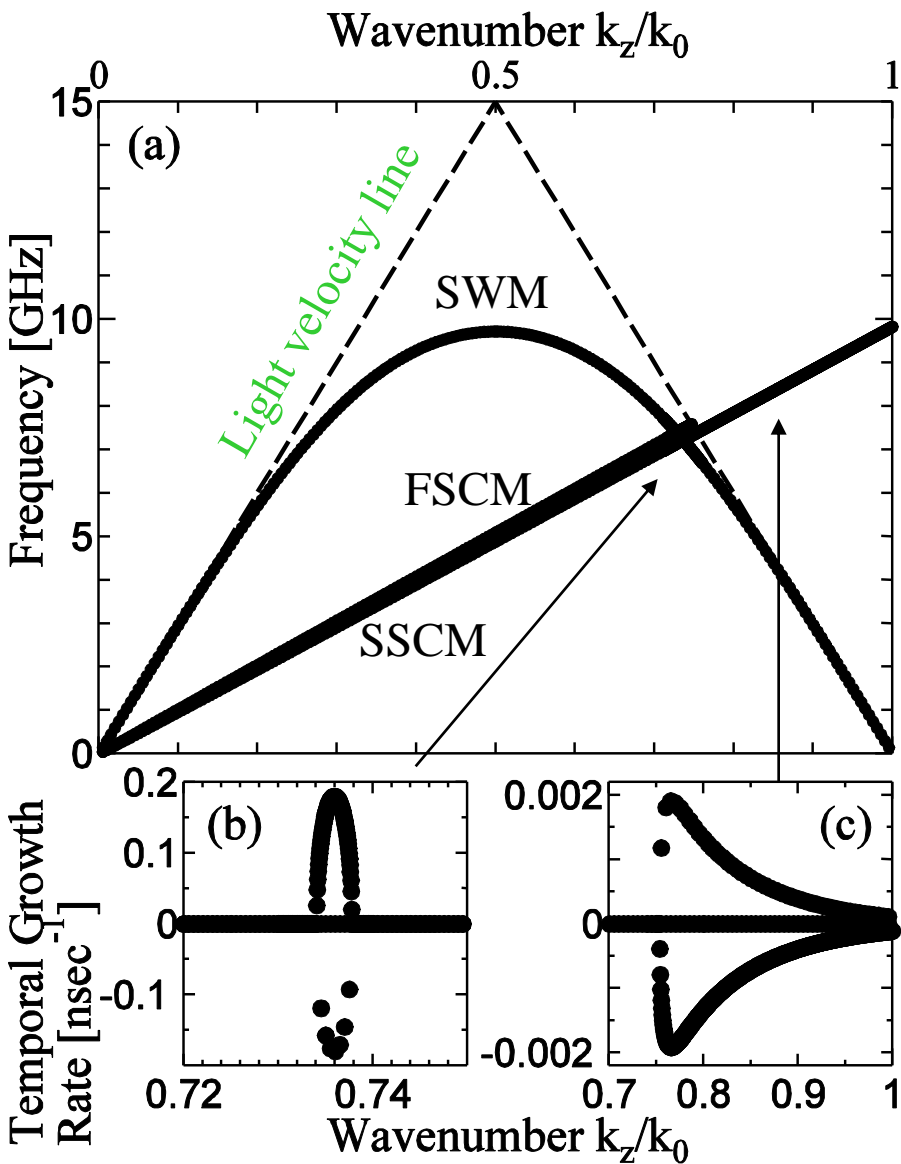 Wavenumber k_z/k_0
0 0.5 1
15
(a)
Light velocity line
SWM
10
Frequency [GHz]
FSCM
5
SSCM
0
Temporal Growth
Rate [nsec^-1]
0.2
(b)
0.1
0
-0.1
0.72 0.74
0.002
(c)
0
-0.002
0.7 0.8 0.9 1
Wavenumber k_z/k_0